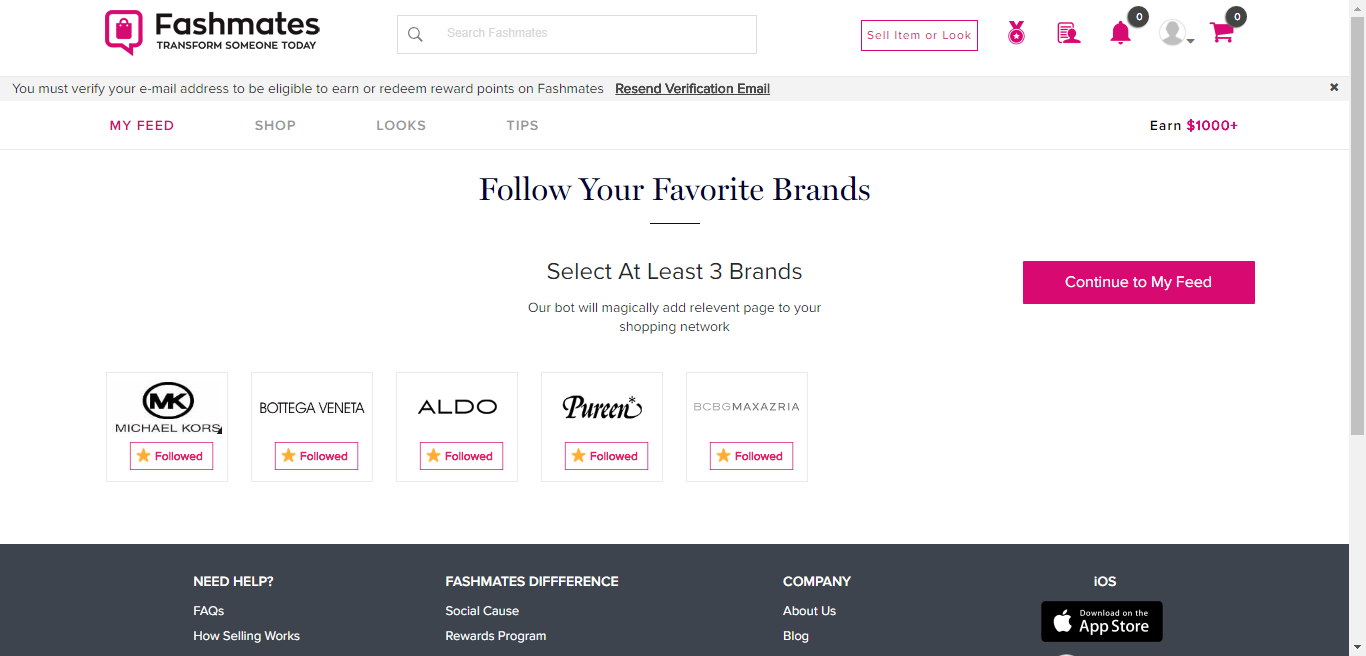 Fashmates
TRANSFORM SOMEONE TODAY
Search Fashmates
Sell Item or Look
0
0
You must verify your e-mail address to be eligible to earn or redeem reward points on Fashmates Resend Verification Email
MY FEED SHOP LOOKS TIPS Earn $1000+
Follow Your Favorite Brands
Select At Least 3 Brands
Continue to My Feed
Our bot will magically add relevent page to your
shopping network
MK
MICHAEL KORS
BOTTEGA VENETA
ALDO
Pureen*
BCBGMAXAZRIA
Followed Followed Followed Followed Followed
NEED HELP? FASHMATES DIFFFERENCE COMPANY iOS
FAQs Social Cause About Us
Download on the
App Store
How Selling Works Rewards Program Blog